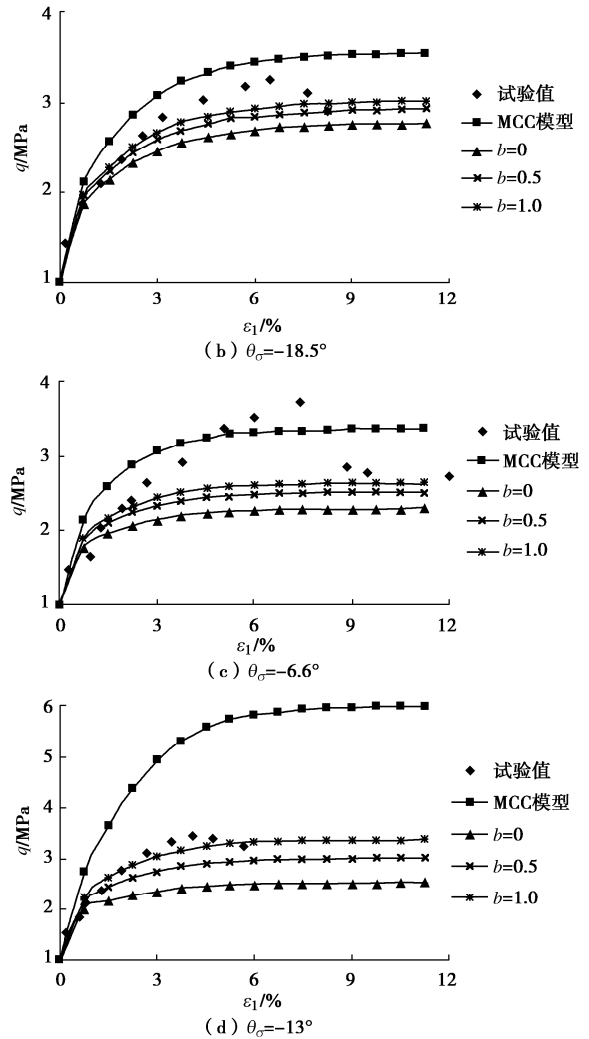 4
3
2
1
q/MPa
0
3
6
9
12
ε₁/%
试验值
MCC模型
b=0
b=0.5
b=1.0
(b) θσ=-18.5°
4
3
2
1
q/MPa
0
3
6
9
12
ε₁/%
试验值
MCC模型
b=0
b=0.5
b=1.0
(c) θσ=-6.6°
6
5
4
3
2
1
q/MPa
0
3
6
9
12
ε₁/%
试验值
MCC模型
b=0
b=0.5
b=1.0
(d) θσ=-13°